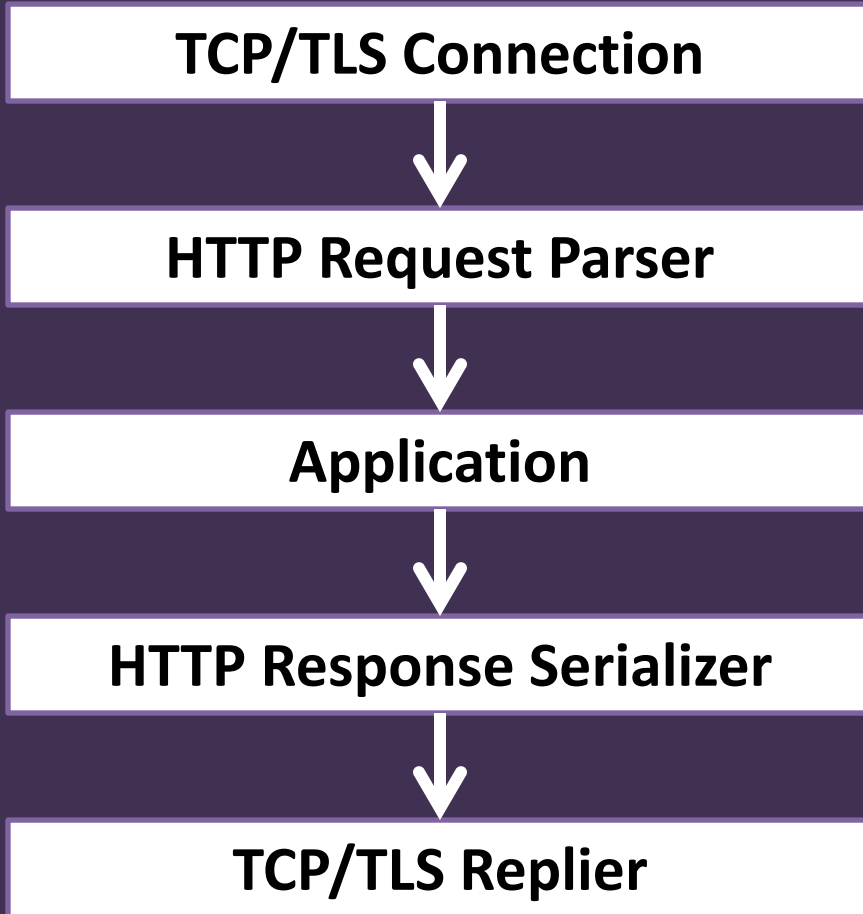 TCP/TLS Connection
HTTP Request Parser
Application
HTTP Response Serializer
TCP/TLS Replier